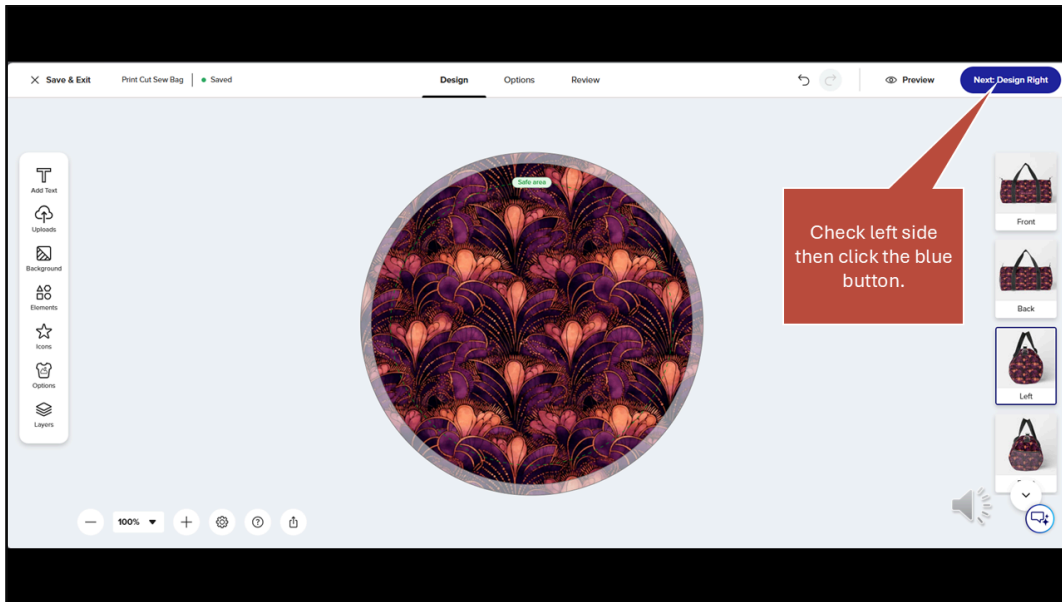 Save & Exit
Print Cut Sew Bag
Saved
Design
Options
Review
Preview
Next: Design Right
Add Text
Uploads
Background
Elements
Icons
Options
Layers
Safe area
Check left side
then click the blue
button.
Front
Back
Left
100%